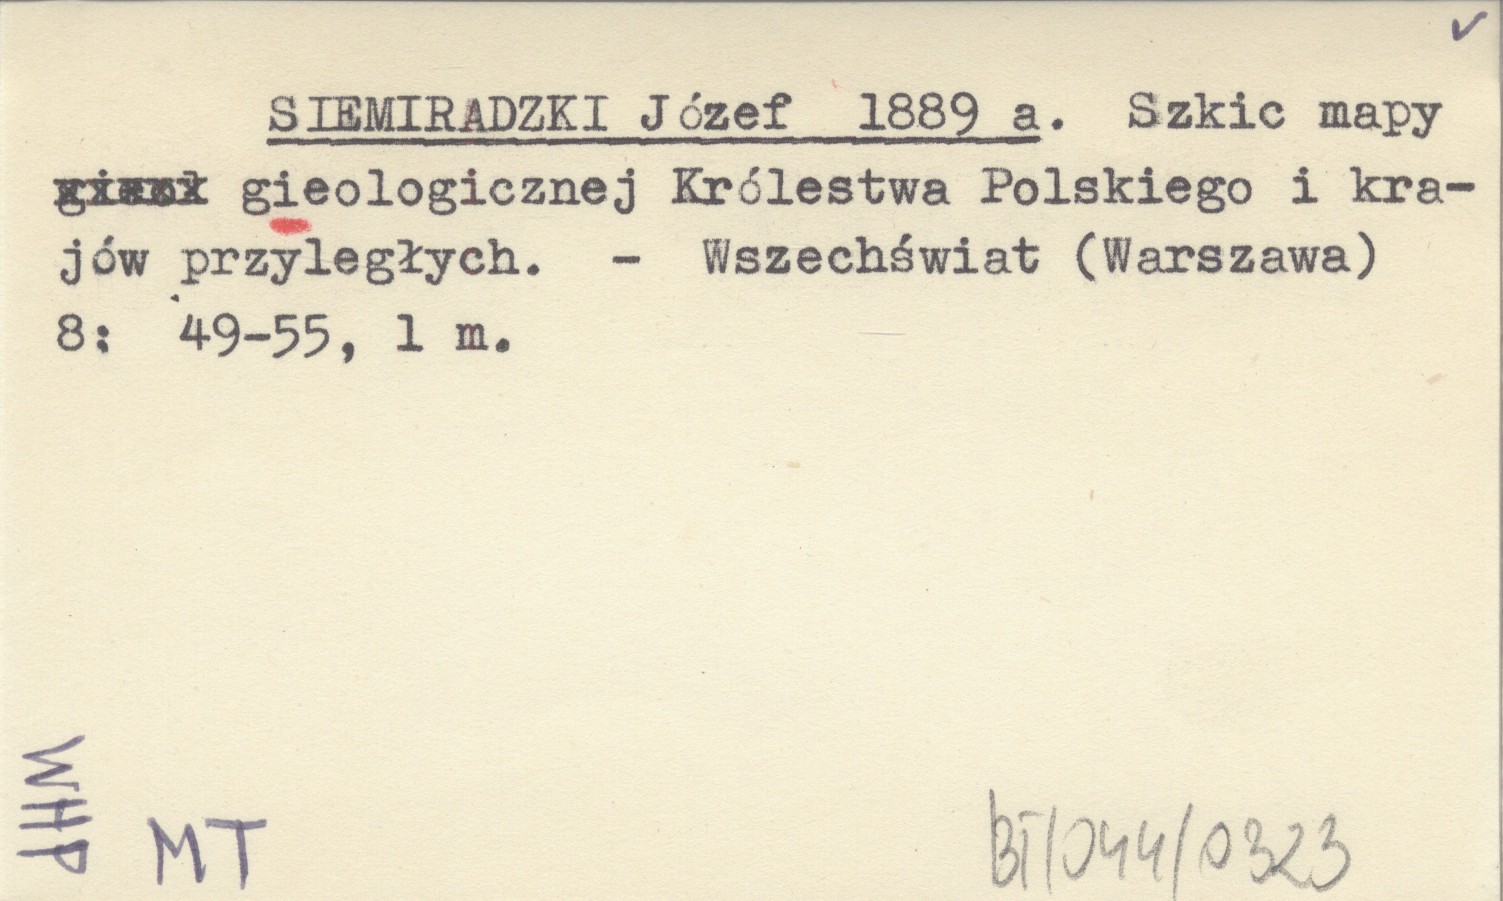 SIEMIRADZKI Józef 1889 a. Szkic mapy
gieologicznej Królestwa Polskiego i kra-
jów przyległych. - Wszechświat (Warszawa)
8: 49-55, 1 m.
WHP
MT
BT/044/0323